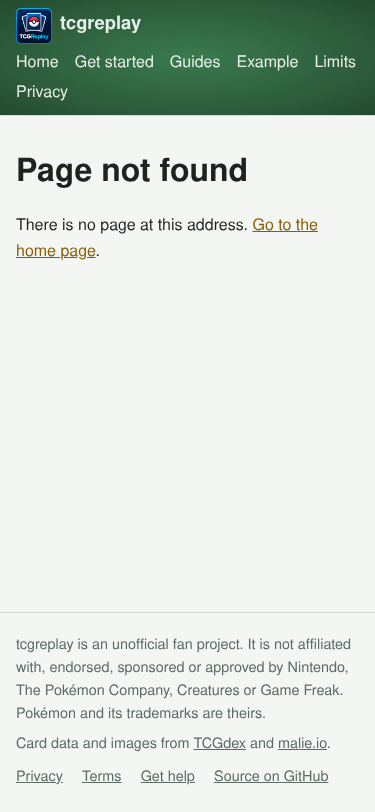 TCGReplay
tcgreplay
Home Get started Guides Example Limits
Privacy
Page not found
There is no page at this address. Go to the
home page.
tcgreplay is an unofficial fan project. It is not affiliated
with, endorsed, sponsored or approved by Nintendo,
The Pokémon Company, Creatures or Game Freak.
Pokémon and its trademarks are theirs.
Card data and images from TCGdex and malie.io.
Privacy Terms Get help Source on GitHub